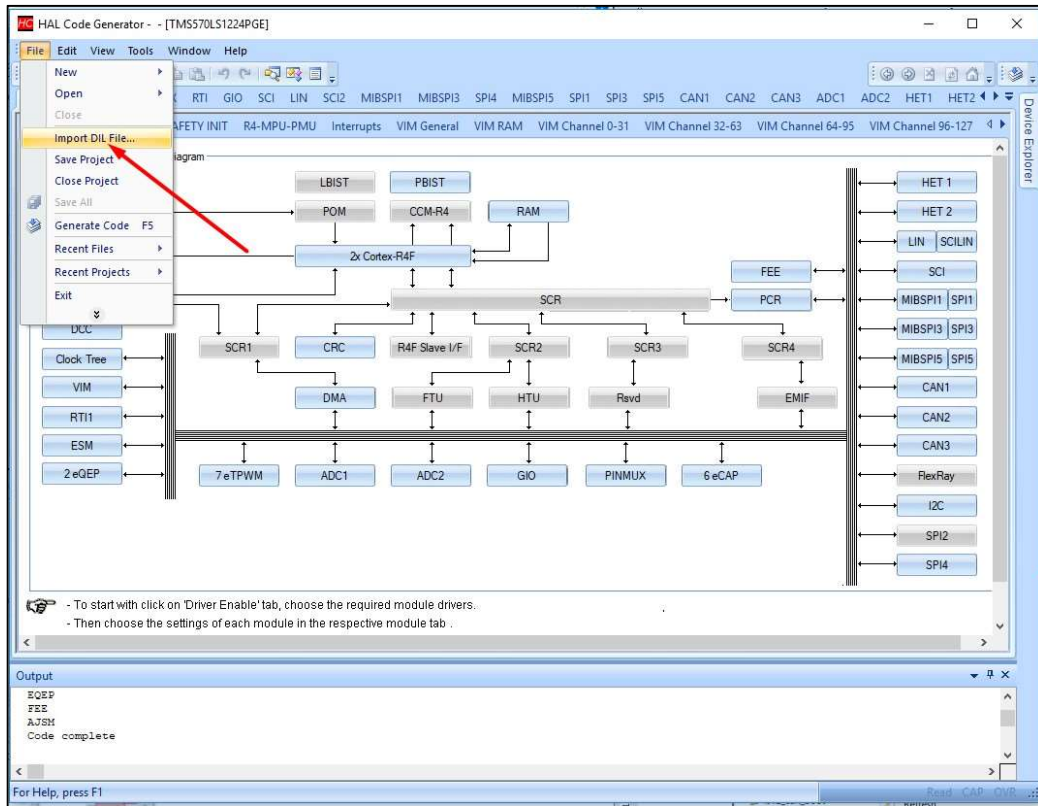 HC HAL Code Generator - - [TMS570LS1224PGE]
File Edit View Tools Window Help
New
Open
Close
Import DIL File...
Save Project
Close Project
Save All
Generate Code F5
Recent Files
Recent Projects
Exit
RTI GIO SCI LIN SCI2 MIBSPI1 MIBSPI3 SPI4 MIBSPI5 SPI1 SPI3 SPI5 CAN1 CAN2 CAN3 ADC1 ADC2 HET1 HET2
AFETY INIT R4-MPU-PMU Interrupts VIM General VIM RAM VIM Channel 0-31 VIM Channel 32-63 VIM Channel 64-95 VIM Channel 96-127
Device Explorer
iagram
LBIST PBIST HET 1
POM CCM-R4 RAM HET 2
LIN SCILIN
2x Cortex-R4F
FEE SCI
SCR PCR MIBSPI1 SPI1
DCC MIBSPI3 SPI3
SCR1 CRC R4F Slave I/F SCR2 SCR3 SCR4
Clock Tree MIBSPI5 SPI5
VIM CAN1
DMA FTU HTU Rsvd EMIF
RTI1 CAN2
ESM CAN3
2 eQEP 7 eTPWM ADC1 ADC2 GIO PINMUX 6 eCAP FlexRay
I2C
SPI2
SPI4
- To start with click on 'Driver Enable' tab, choose the required module drivers.
- Then choose the settings of each module in the respective module tab .
Output
EQEP
FEE
AJSM
Code complete
For Help, press F1 Read CAP OVR